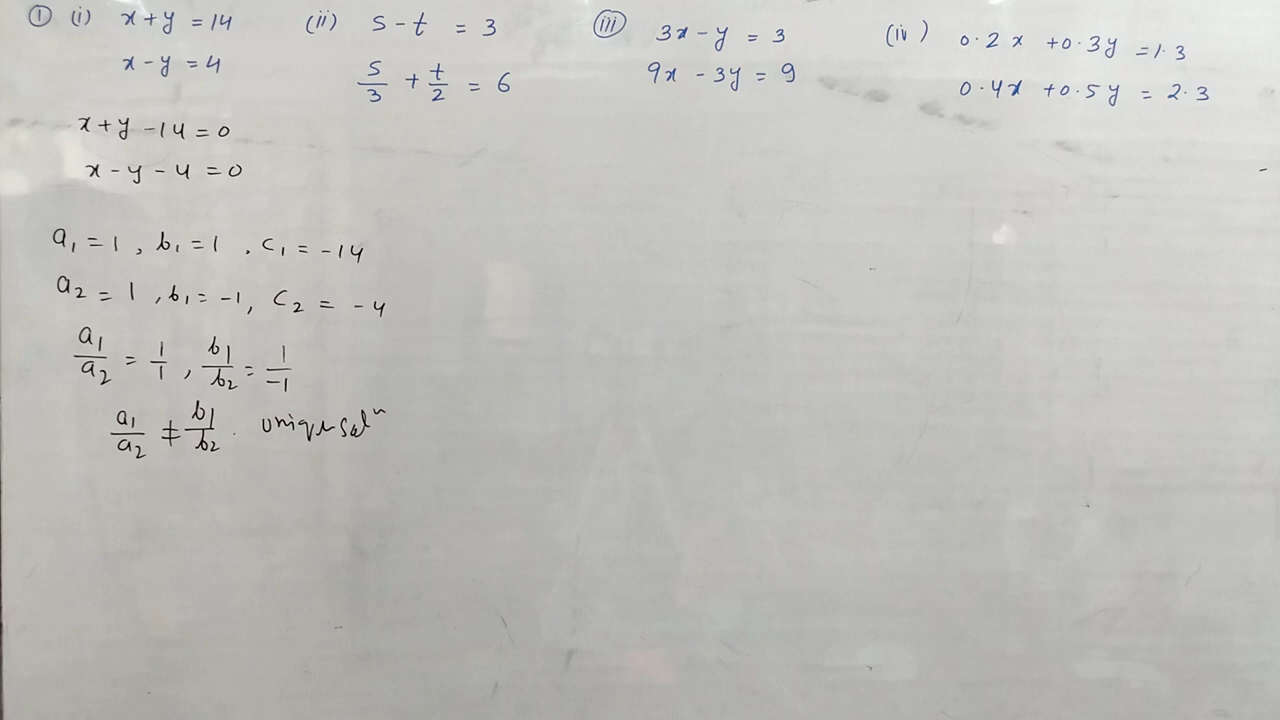 ① (i) x+y = 14
x-y = 4
(ii) s-t = 3
s/3 + t/2 = 6
(iii) 3x-y = 3
9x - 3y = 9
(iv) 0.2x +0.3y = 1.3
0.4x +0.5y = 2.3
x+y -14 = 0
x-y-4 = 0
a₁ = 1, b₁ = 1, c₁ = -14
a₂ = 1, b₁ = -1, c₂ = -4
a₁/a₂ = 1/1, b₁/b₂ = 1/-1
a₁/a₂ ≠ b₁/b₂. unique solⁿ